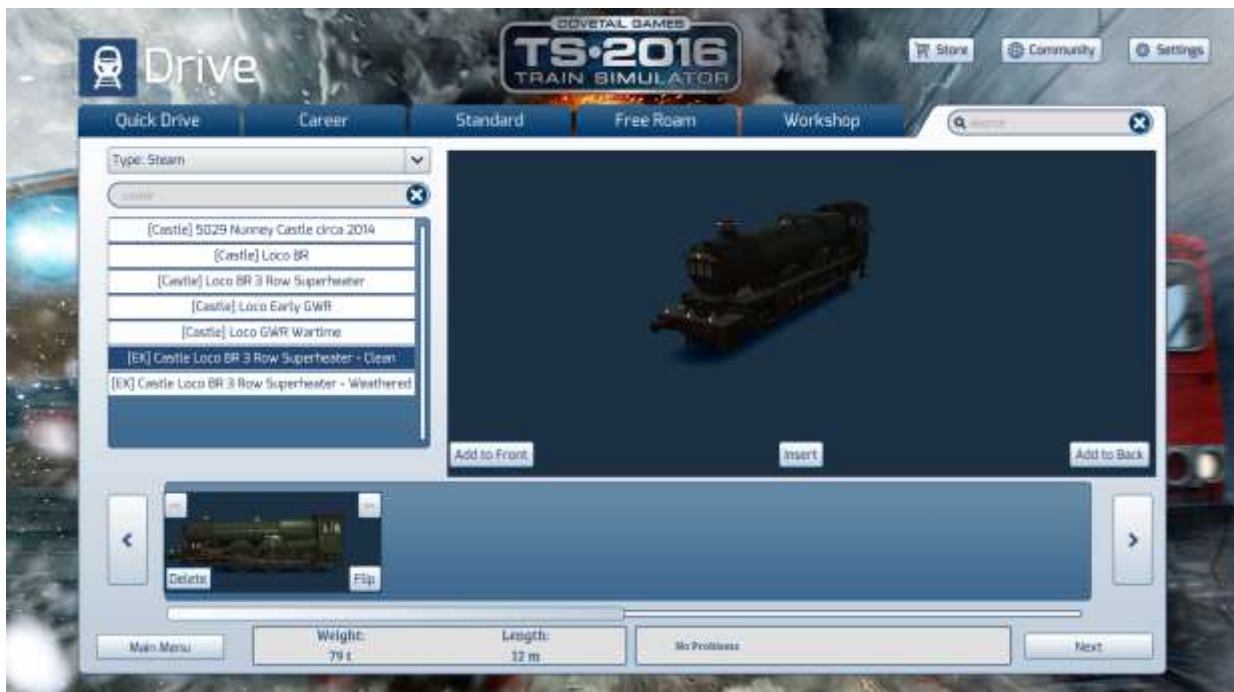 DOVETAIL GAMES
TS•2016
TRAIN SIMULATOR
Drive
Store
Community
Settings
Quick Drive
Career
Standard
Free Roam
Workshop
Type: Steam
[Castle] 5029 Nunney Castle circa 2014
[Castle] Loco BR
[Castle] Loco BR 3 Row Superheater
[Castle] Loco Early GWR
[Castle] Loco GWR Wartime
[EK] Castle Loco BR 3 Row Superheater - Clean
[EK] Castle Loco BR 3 Row Superheater - Weathered
Add to Front
Insert
Add to Back
Delete
Flip
Main Menu
Weight:
79 t
Length:
12 m
No Problems
Next